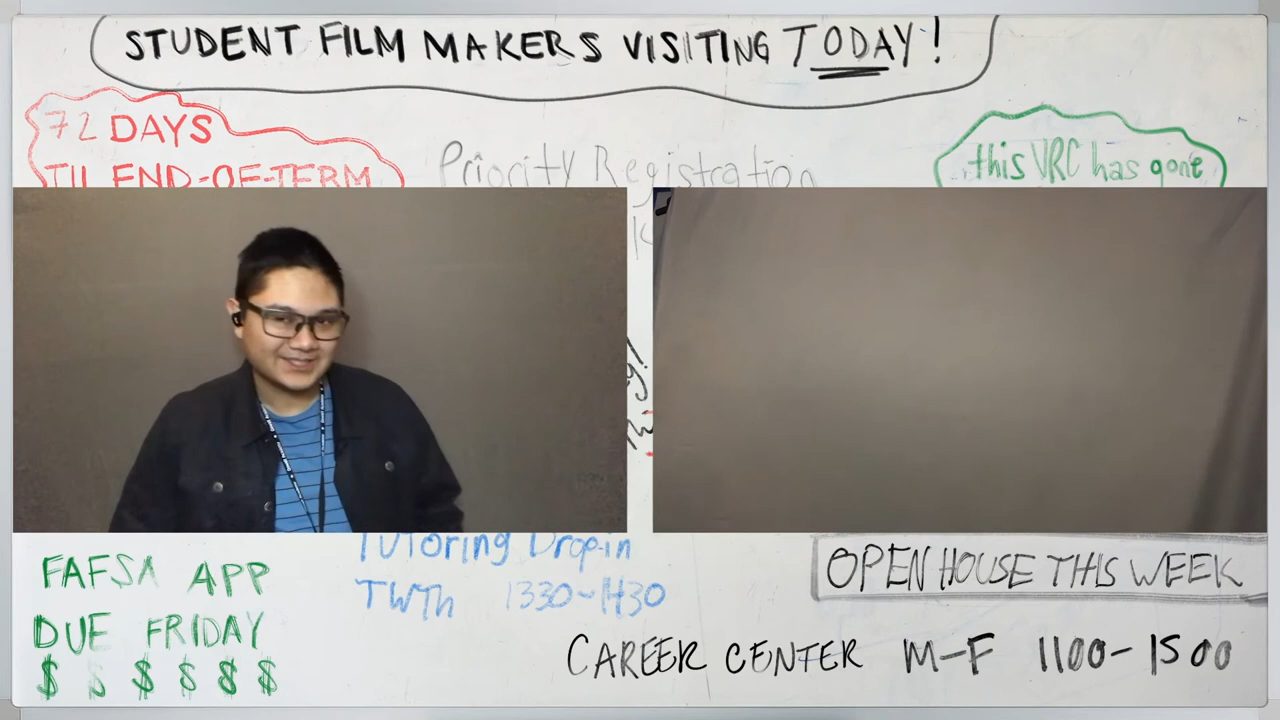 STUDENT FILM MAKERS VISITING TODAY!
72 DAYS
TIL END-OF-TERM
Priority Registration
this VRC has gone
Tutoring Drop-in
TWTh 1330-1430
FAFSA APP
DUE FRIDAY
$ $ $ $ $ $
OPEN HOUSE THIS WEEK
CAREER CENTER M-F 1100-1500